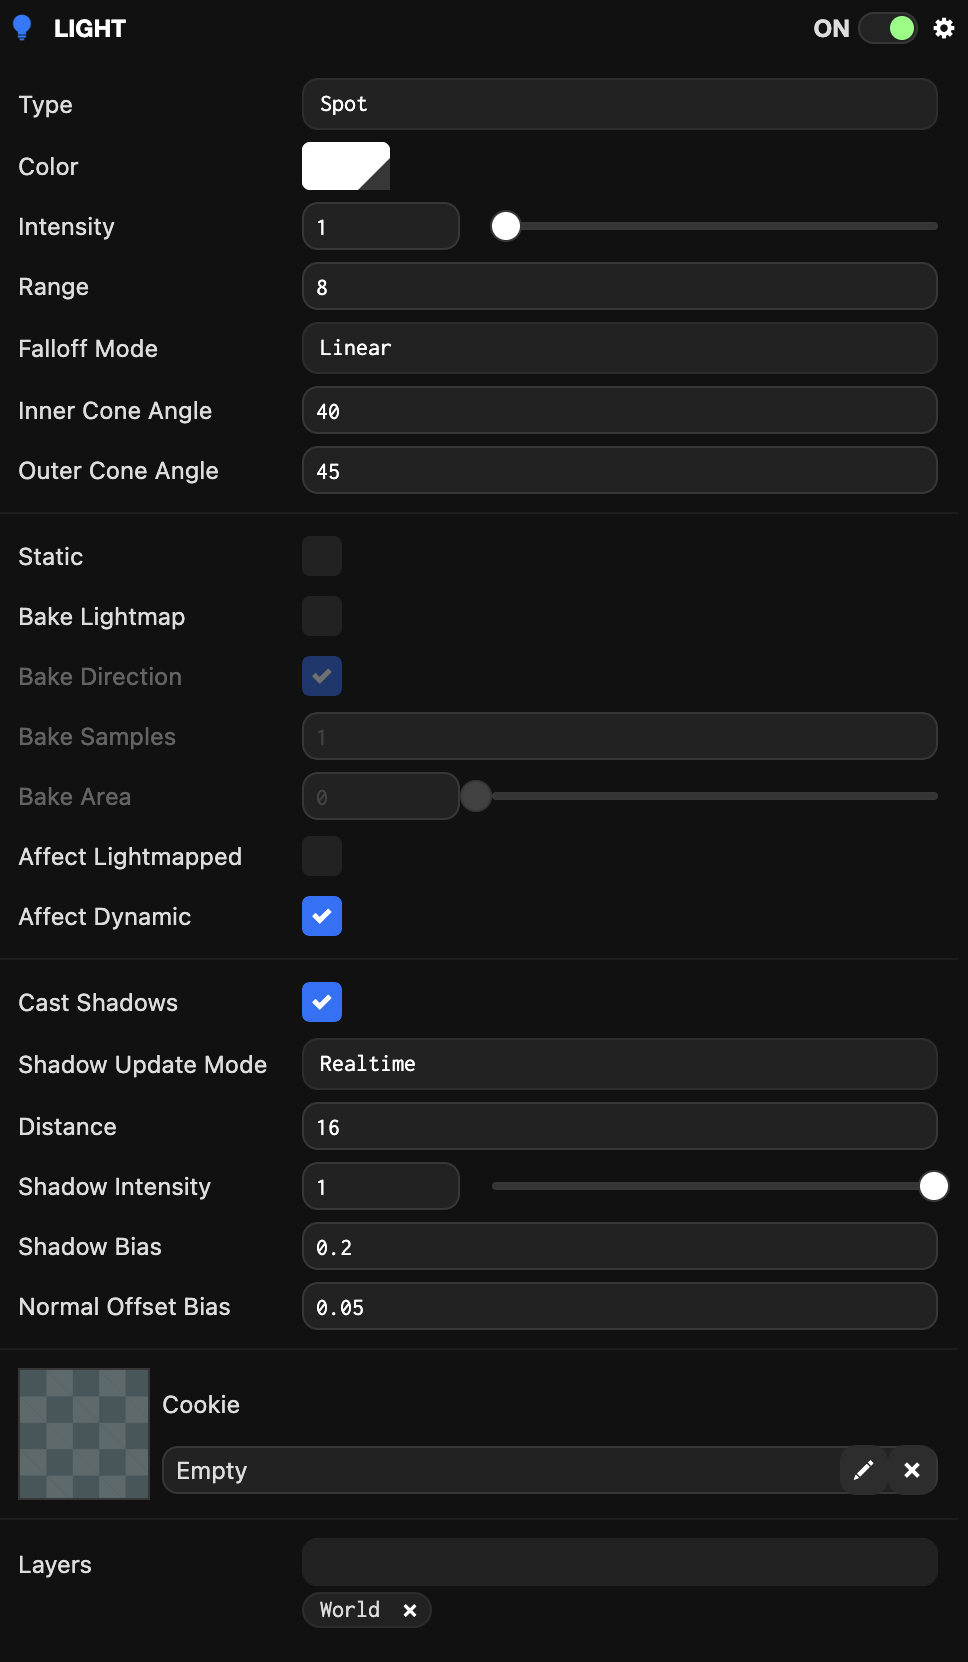 LIGHT ON
Type Spot
Color
Intensity 1
Range 8
Falloff Mode Linear
Inner Cone Angle 40
Outer Cone Angle 45
Static
Bake Lightmap
Bake Direction
Bake Samples 1
Bake Area 0
Affect Lightmapped
Affect Dynamic
Cast Shadows
Shadow Update Mode Realtime
Distance 16
Shadow Intensity 1
Shadow Bias 0.2
Normal Offset Bias 0.05
Cookie
Empty
Layers
World